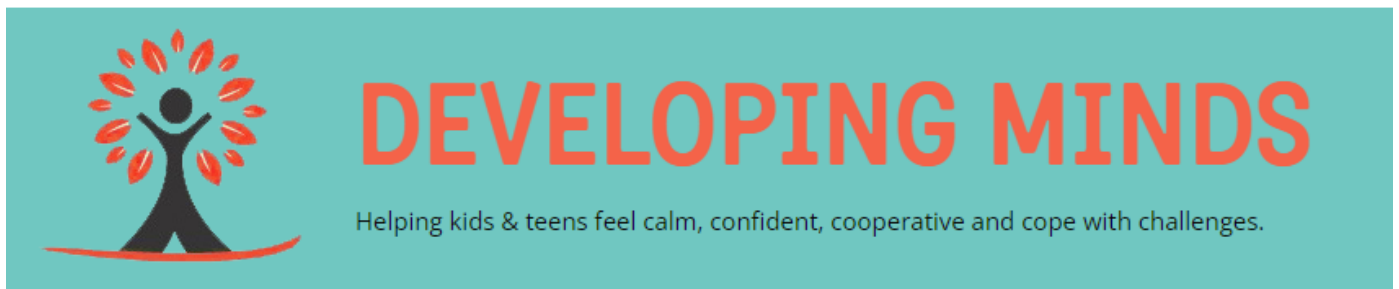 DEVELOPING MINDS
Helping kids & teens feel calm, confident, cooperative and cope with challenges.